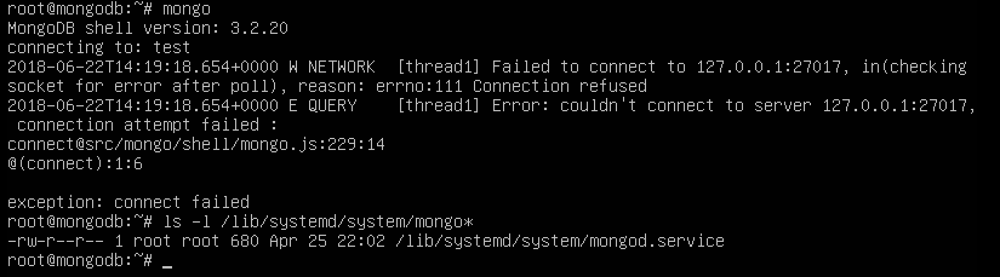 root@mongodb:~# mongo
MongoDB shell version: 3.2.20
connecting to: test
2018-06-22T14:19:18.654+0000 W NETWORK  [thread1] Failed to connect to 127.0.0.1:27017, in(checking
socket for error after poll), reason: errno:111 Connection refused
2018-06-22T14:19:18.654+0000 E QUERY    [thread1] Error: couldn't connect to server 127.0.0.1:27017,
 connection attempt failed :
connect@src/mongo/shell/mongo.js:229:14
@(connect):1:6
exception: connect failed
root@mongodb:~# ls -l /lib/systemd/system/mongo*
-rw-r--r-- 1 root root 680 Apr 25 22:02 /lib/systemd/system/mongod.service
root@mongodb:~# _